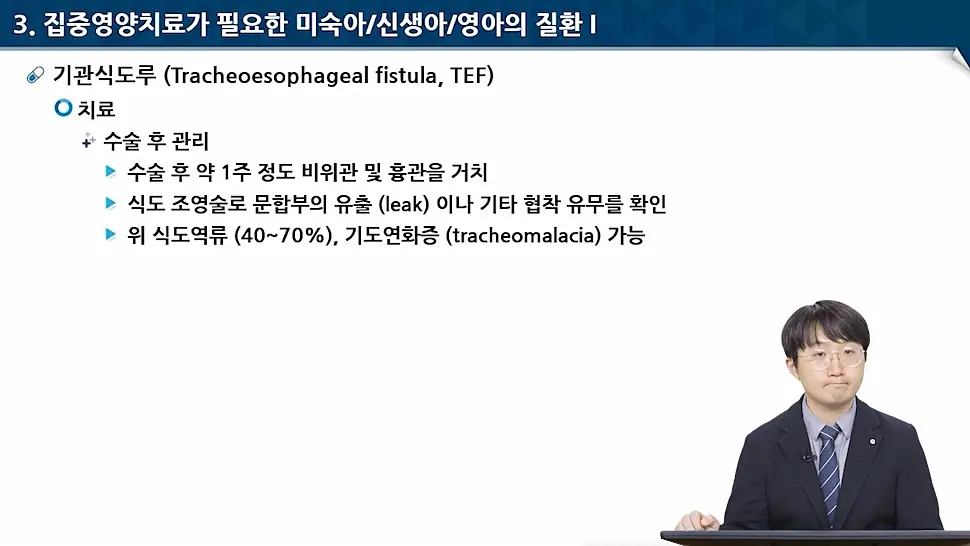 3. 집중영양치료가 필요한 미숙아/신생아/영아의 질환 I
기관식도루 (Tracheoesophageal fistula, TEF)
치료
수술 후 관리
수술 후 약 1주 정도 비위관 및 흉관을 거치
식도 조영술로 문합부의 유출 (leak) 이나 기타 협착 유무를 확인
위 식도역류 (40~70%), 기도연화증 (tracheomalacia) 가능